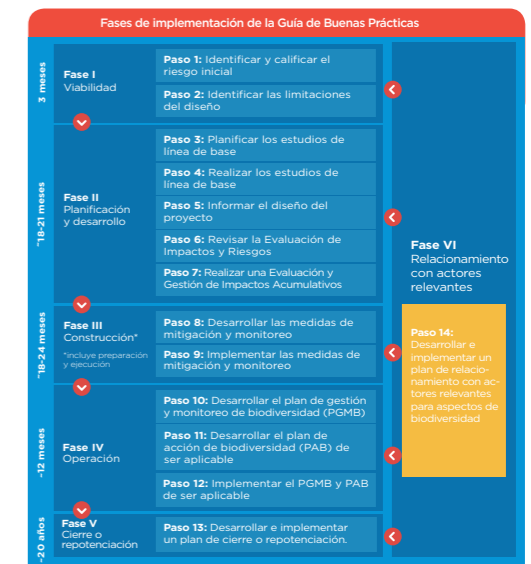 Fases de implementación de la Guía de Buenas Prácticas
3 meses
Fase I
Viabilidad
Paso 1: Identificar y calificar el
riesgo inicial
Paso 2: Identificar las limitaciones
del diseño
~18-21 meses
Fase II
Planificación
y desarrollo
Paso 3: Planificar los estudios de
línea de base
Paso 4: Realizar los estudios de
línea de base
Paso 5: Informar el diseño del
proyecto
Paso 6: Revisar la Evaluación de
Impactos y Riesgos
Paso 7: Realizar una Evaluación y
Gestión de Impactos Acumulativos
~18-24 meses
Fase III
Construcción*
*incluye preparación
y ejecución
Paso 8: Desarrollar las medidas de
mitigación y monitoreo
Paso 9: Implementar las medidas de
mitigación y monitoreo
~12 meses
Fase IV
Operación
Paso 10: Desarrollar el plan de gestión
y monitoreo de biodiversidad (PGMB)
Paso 11: Desarrollar el plan de
acción de biodiversidad (PAB) de
ser aplicable
Paso 12: Implementar el PGMB y PAB
de ser aplicable
~20 años
Fase V
Cierre o
repotenciación
Paso 13: Desarrollar e implementar
un plan de cierre o repotenciación.
Fase VI
Relacionamiento
con actores
relevantes
Paso 14:
Desarrollar e
implementar un
plan de relacio-
namiento con ac-
tores relevantes
para aspectos de
biodiversidad